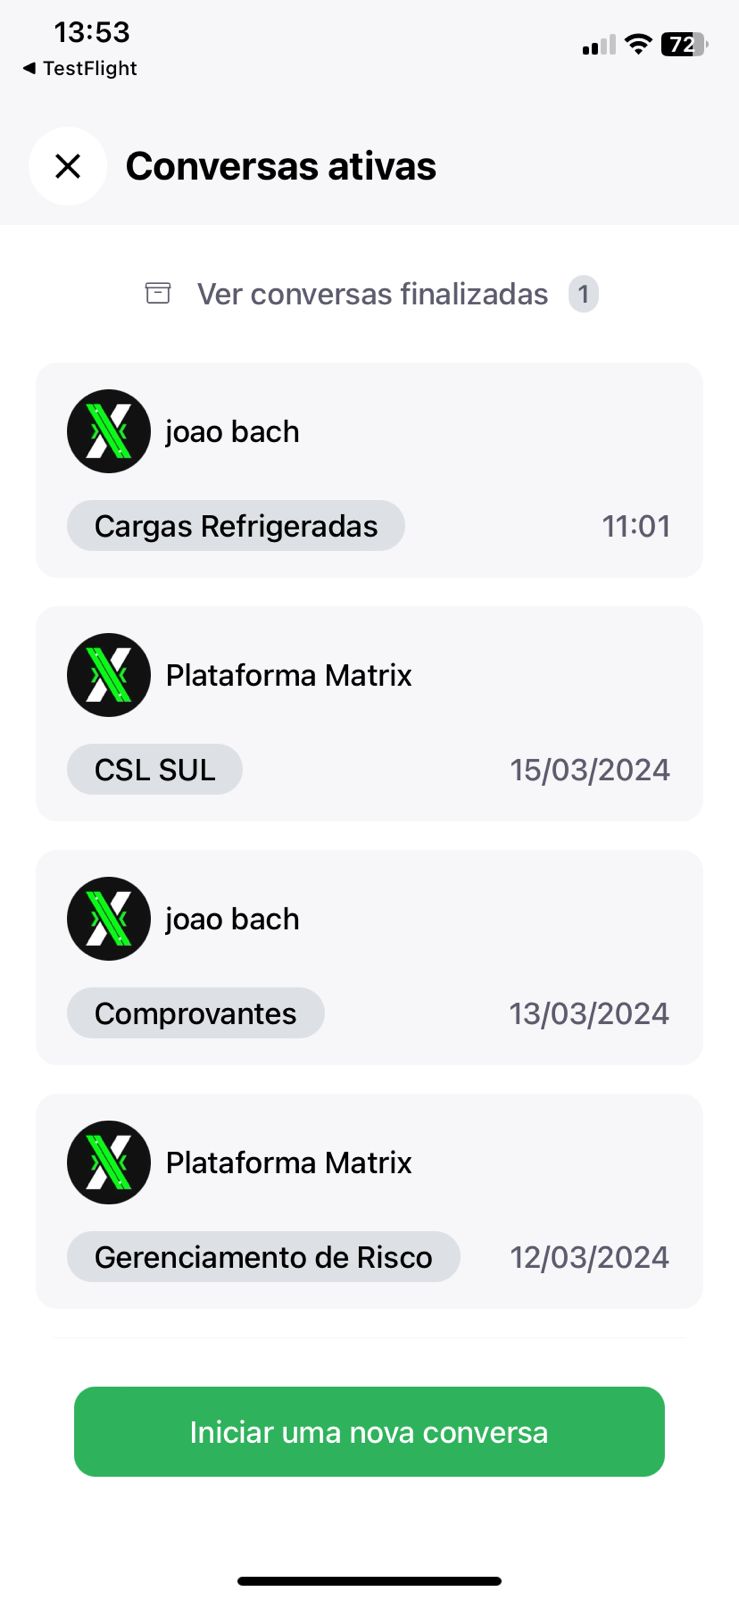 13:53
72
◀ TestFlight
Conversas ativas
Ver conversas finalizadas 1
joao bach
Cargas Refrigeradas 11:01
Plataforma Matrix
CSL SUL 15/03/2024
joao bach
Comprovantes 13/03/2024
Plataforma Matrix
Gerenciamento de Risco 12/03/2024
Iniciar uma nova conversa